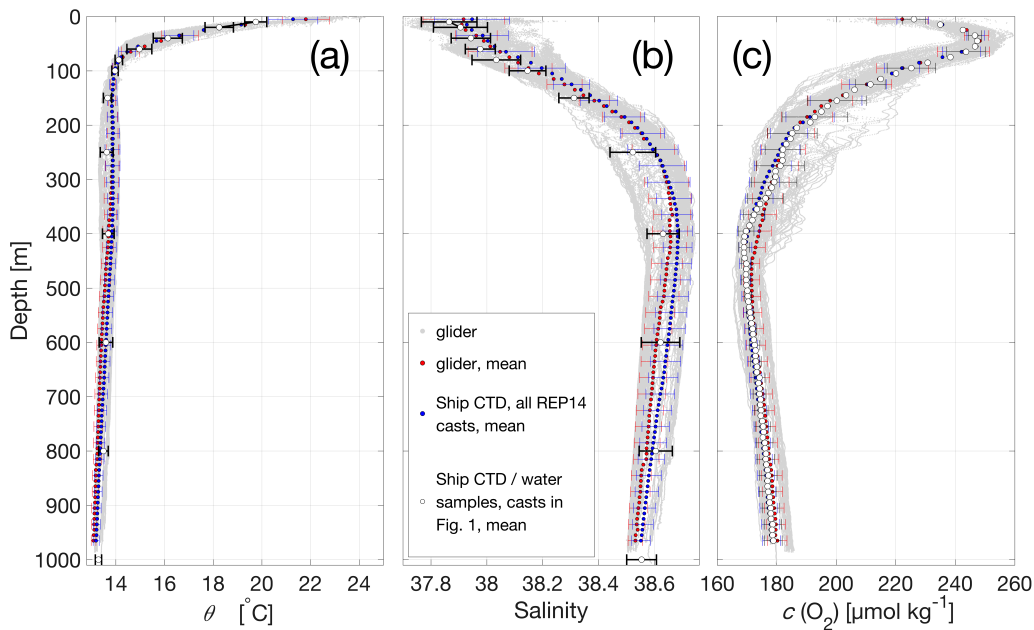 0
100
200
300
400
500
600
700
800
900
1000
Depth [m]
(a)
14 16 18 20 22 24
θ [°C]
(b)
37.8 38 38.2 38.4 38.6
Salinity
(c)
160 180 200 220 240 260
c (O2) [μmol kg-1]
glider
glider, mean
Ship CTD, all REP14
casts, mean
Ship CTD / water
samples, casts in
Fig. 1, mean